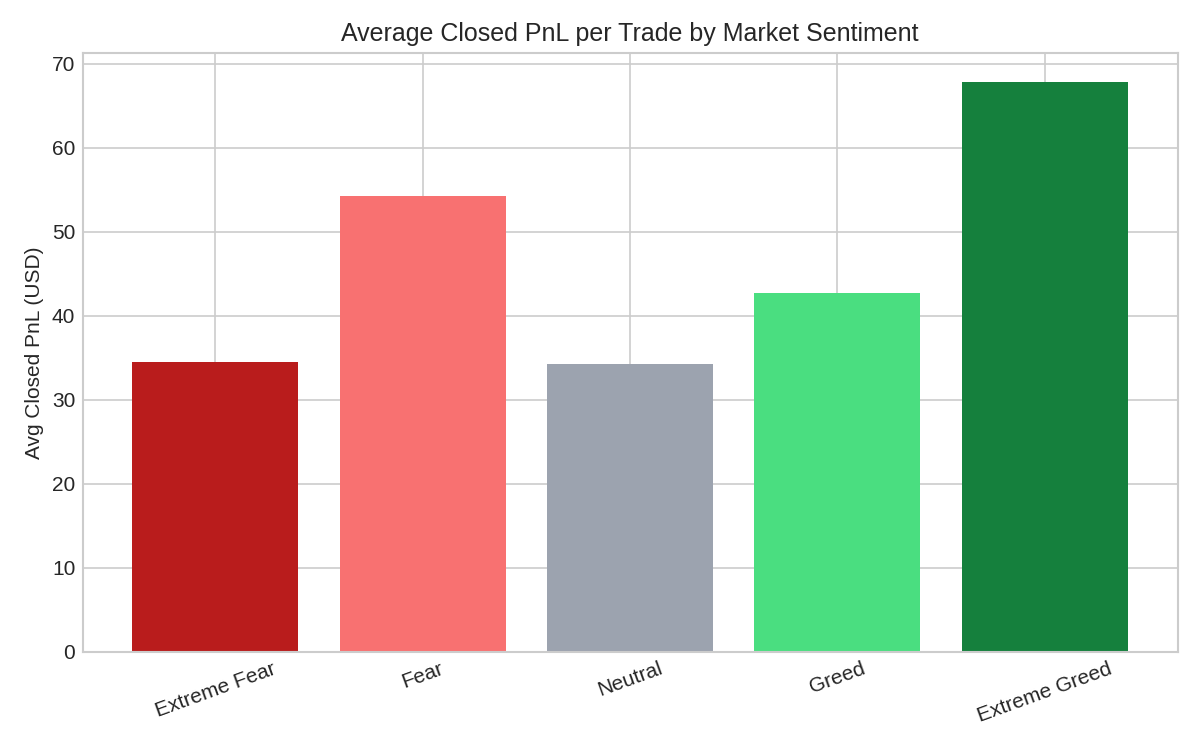 Average Closed PnL per Trade by Market Sentiment
Avg Closed PnL (USD)
70
60
50
40
30
20
10
0
Extreme Fear
Fear
Neutral
Greed
Extreme Greed